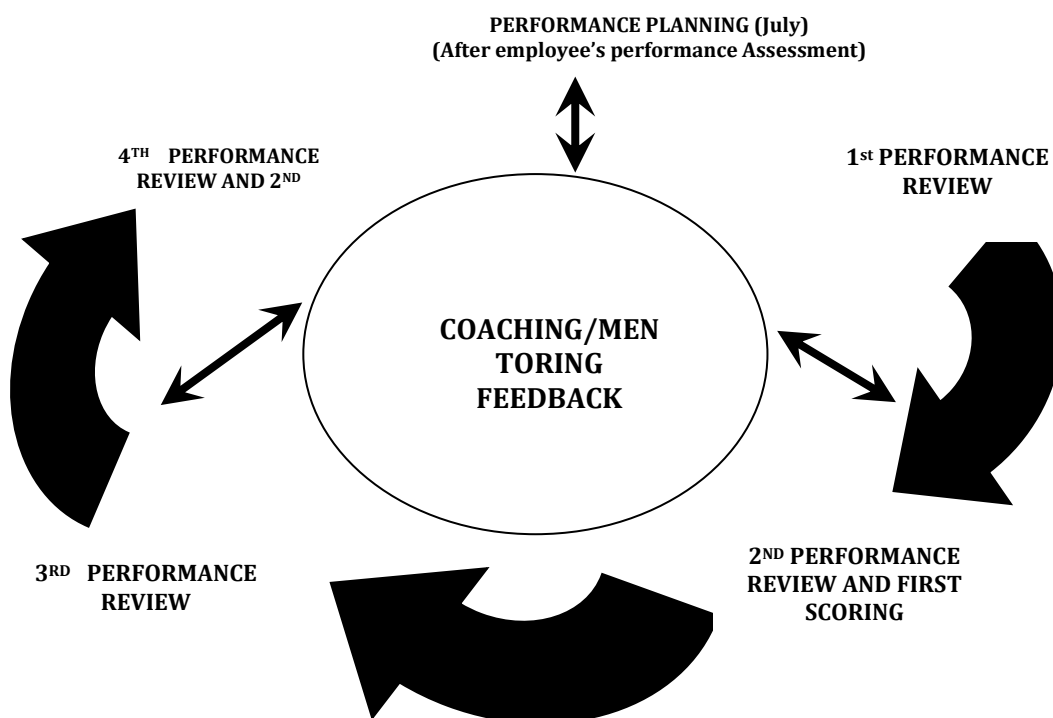 PERFORMANCE PLANNING (July)
(After employee's performance Assessment)
4TH PERFORMANCE
REVIEW AND 2ND
1st PERFORMANCE
REVIEW
COACHING/MEN
TORING
FEEDBACK
3RD PERFORMANCE
REVIEW
2ND PERFORMANCE
REVIEW AND FIRST
SCORING